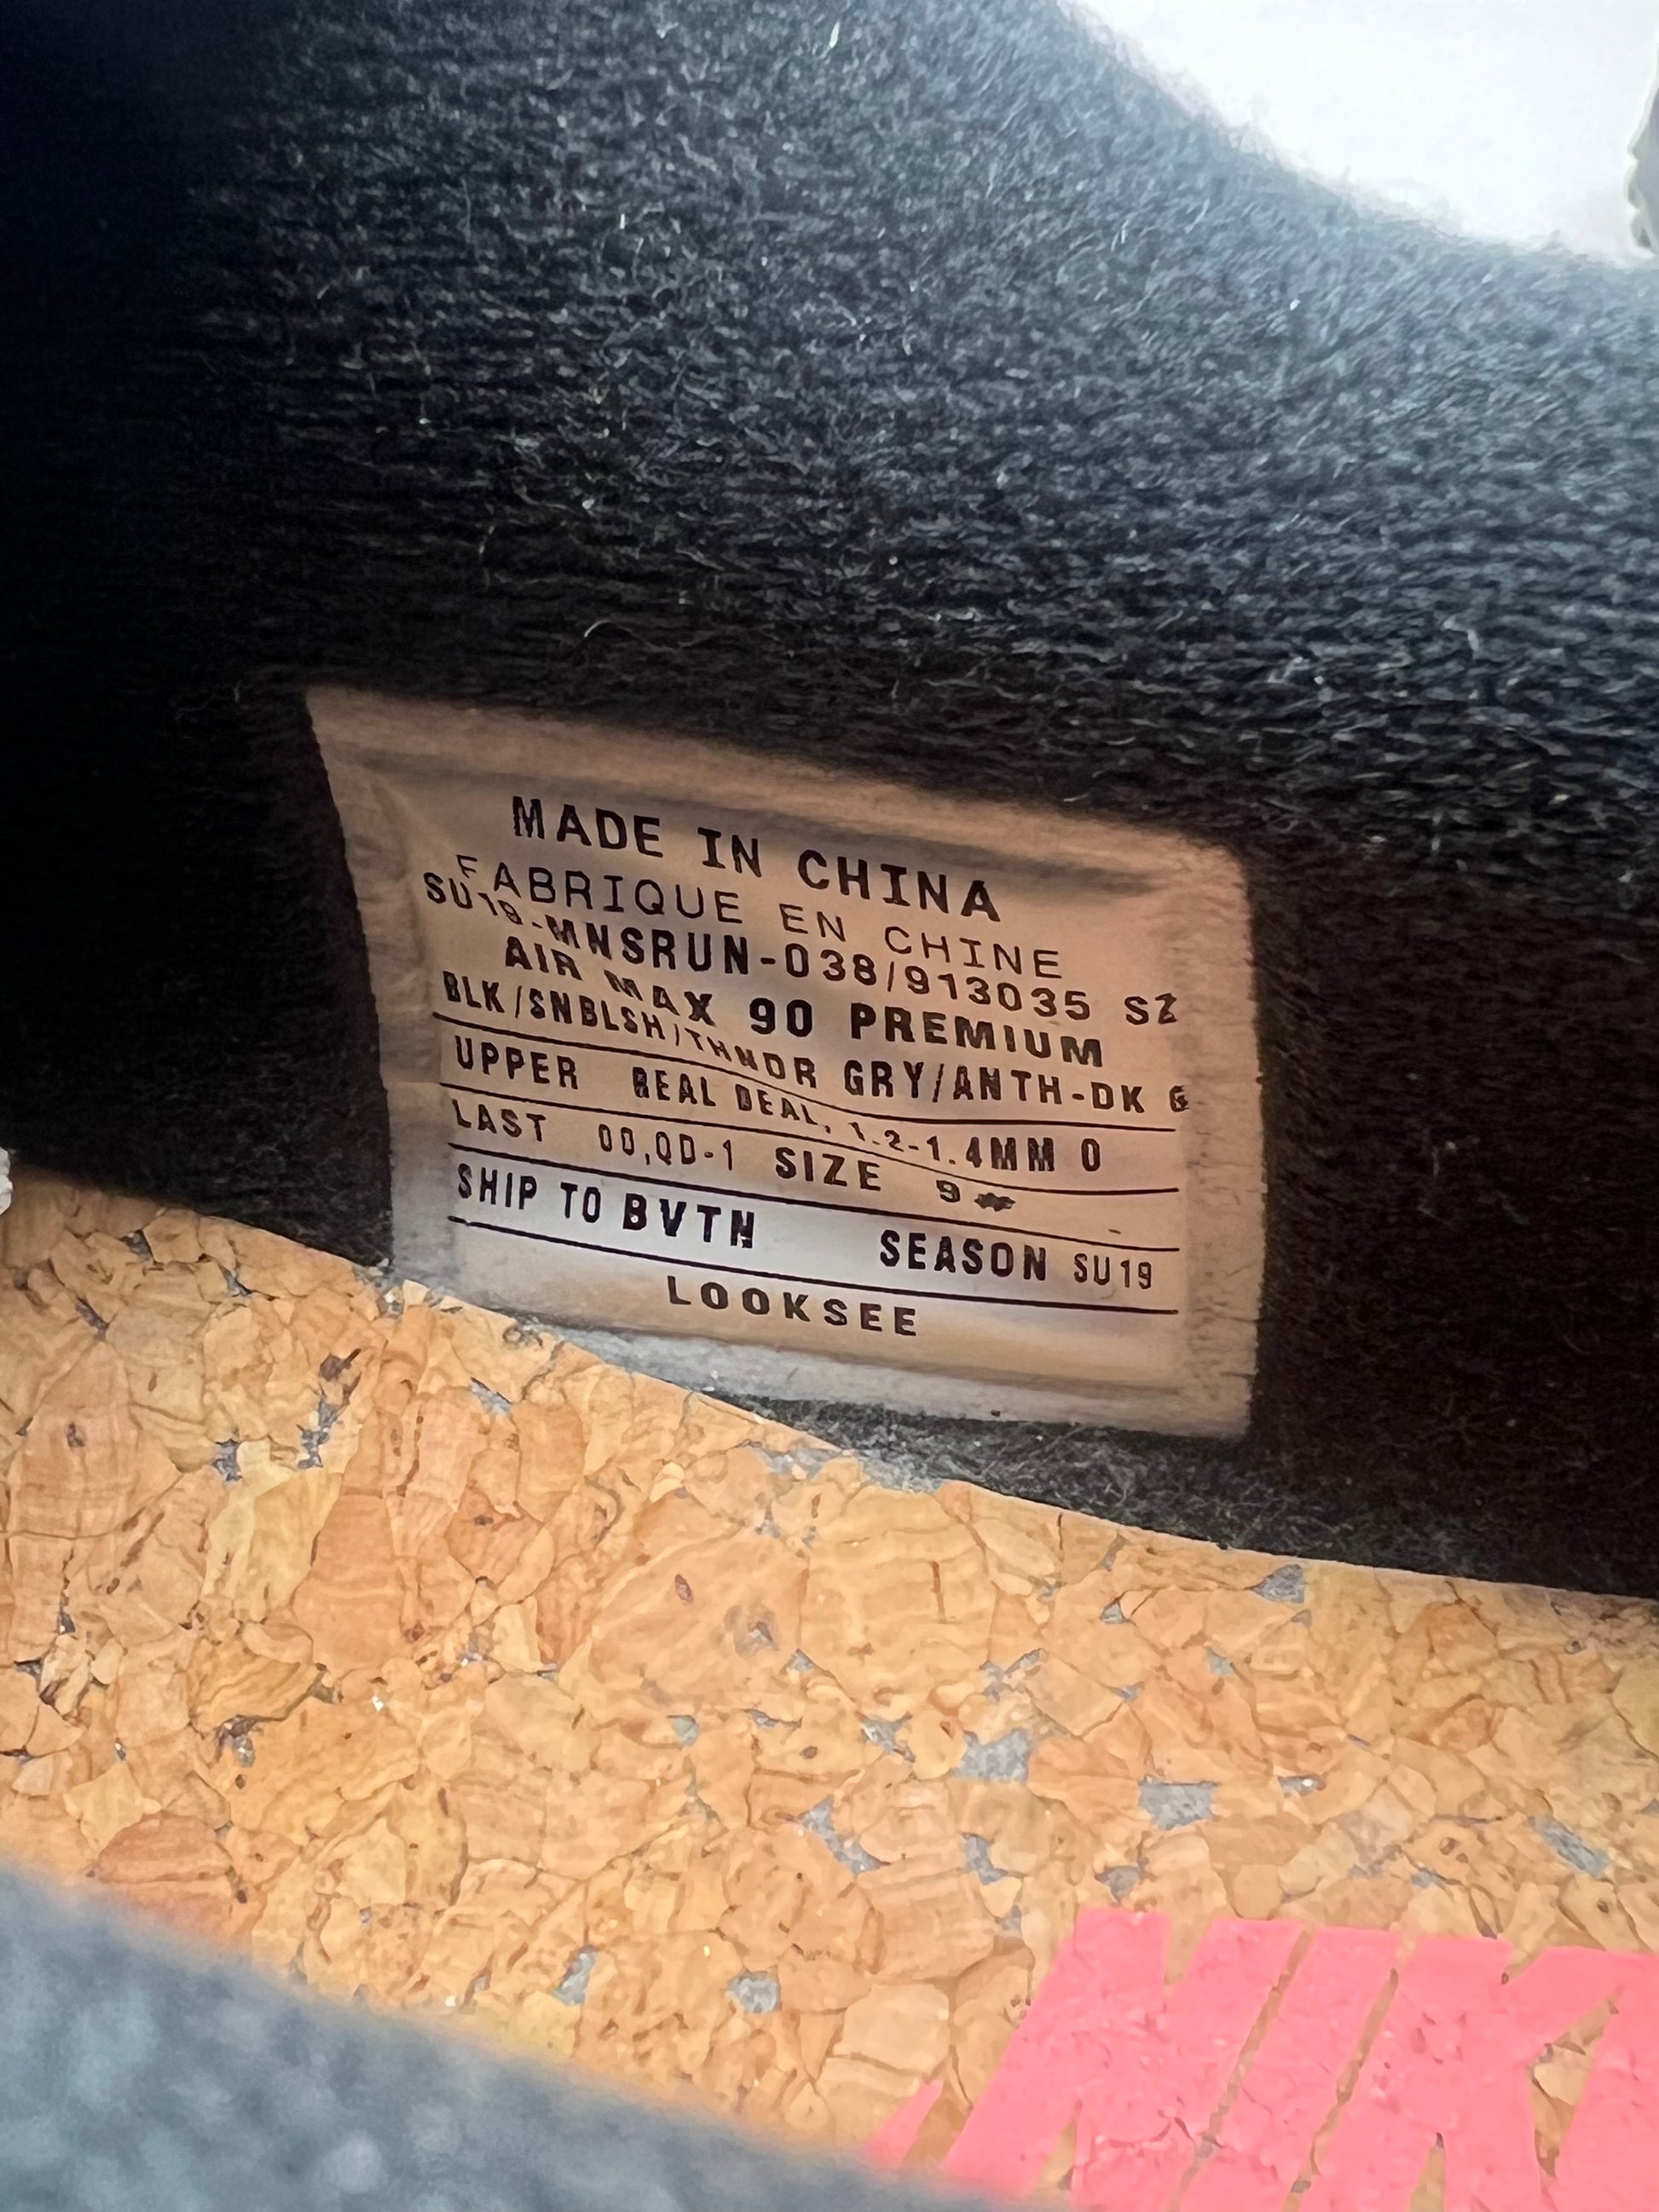 MADE IN CHINA
FABRIQUE EN CHINE
SU19-MNSRUN-038/913035 SZ
AIR MAX 90 PREMIUM
BLK/SNBLSH/THNDR GRY/ANTH-DK G
UPPER REAL DEAL, 1.2-1.4MM 0
LAST 00,QD-1 SIZE 9
SHIP TO BVTN SEASON SU19
LOOKSEE
NIK